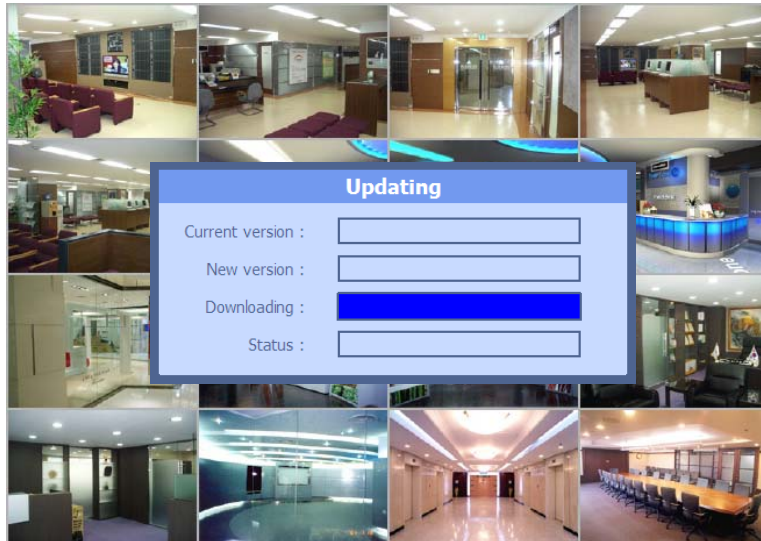 Updating
Current version :
New version :
Downloading :
Status :